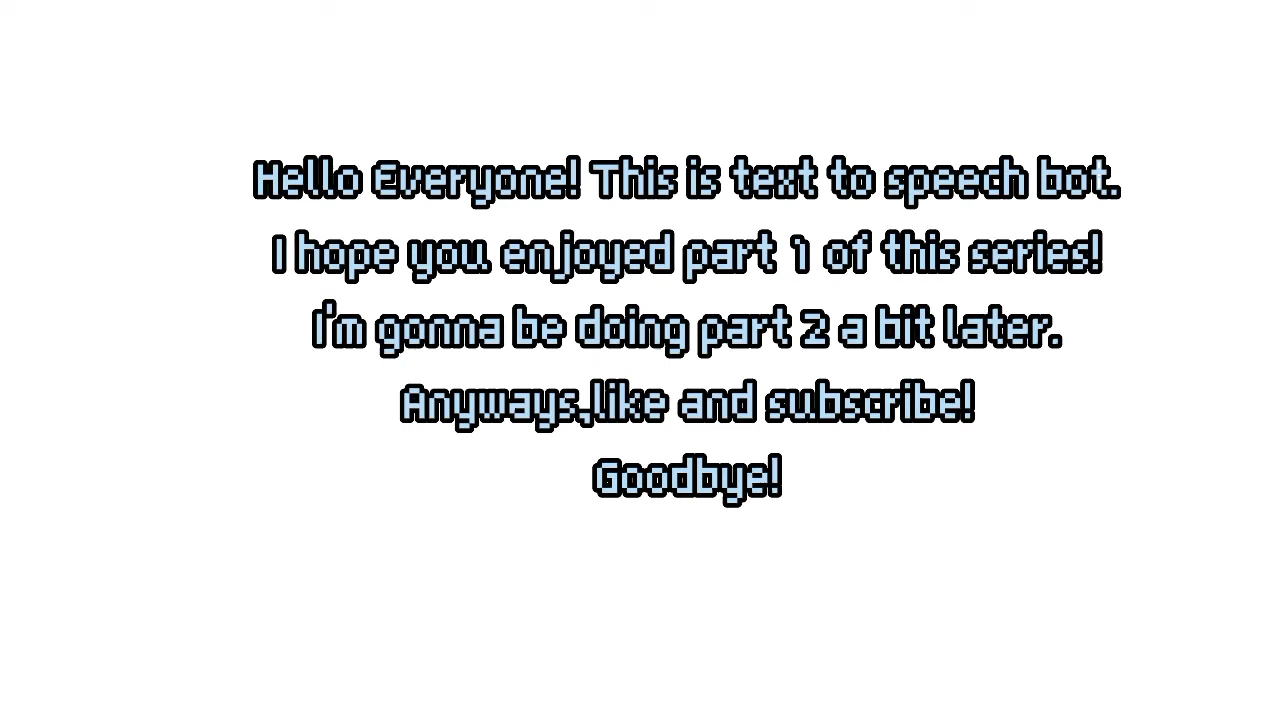 Hello Everyone! This is text to speech bot.
I hope you enjoyed part 1 of this series!
I'm gonna be doing part 2 a bit later.
Anyways,like and subscribe!
Goodbye!